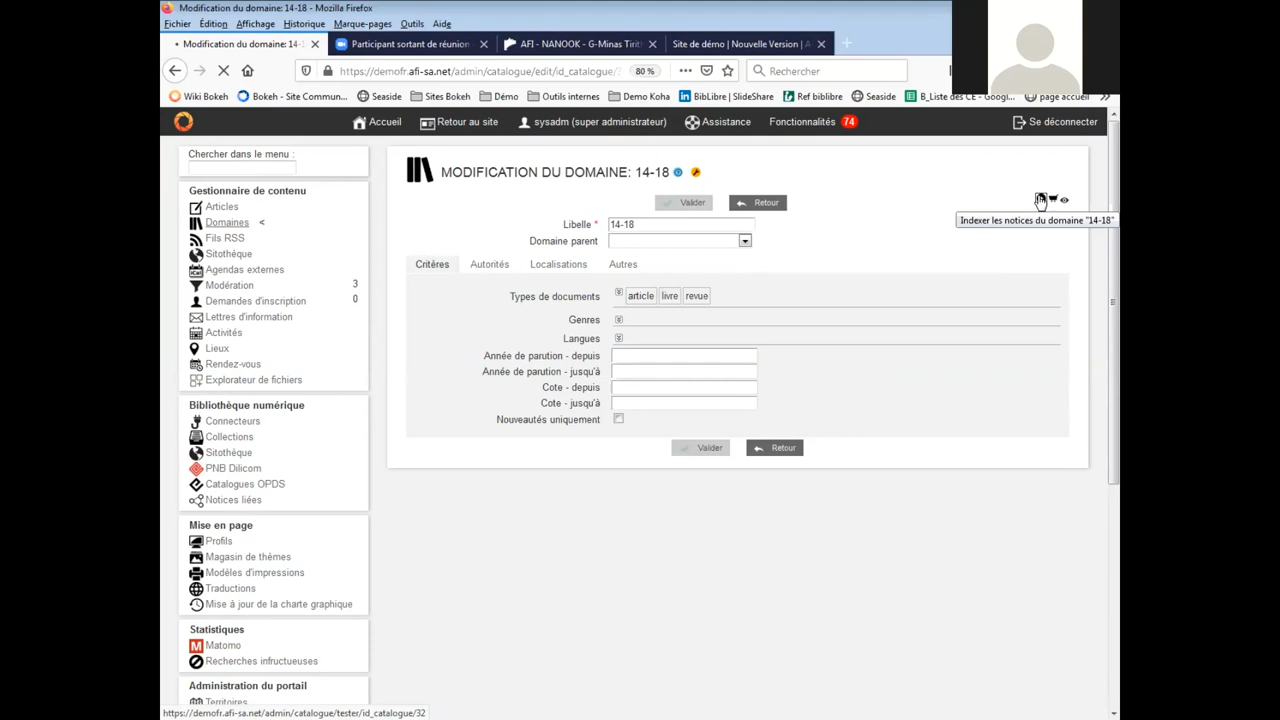 Modification du domaine: 14-18 - Mozilla Firefox
Fichier Édition Affichage Historique Marque-pages Outils Aide
Modification du domaine: 14-1 Participant sortant de réunion AFI - NANOOK - G-Minas Tirit Site de démo | Nouvelle Version | A
https://demofr.afi-sa.net/admin/catalogue/edit/id_catalogue/3 80 % Rechercher
Wiki Bokeh Bokeh - Site Commun... Seaside Sites Bokeh Démo Outils internes Demo Koha BibLibre | SlideShare Ref biblibre Seaside B_Liste des CE - Googl... page accueil
Accueil Retour au site sysadm (super administrateur) Assistance Fonctionnalités 74 Se déconnecter
Chercher dans le menu :
Gestionnaire de contenu
Articles
Domaines <
Fils RSS
Sitothèque
Agendas externes
Modération 3
Demandes d'inscription 0
Lettres d'information
Activités
Lieux
Rendez-vous
Explorateur de fichiers
Bibliothèque numérique
Connecteurs
Collections
Sitothèque
PNB Dilicom
Catalogues OPDS
Notices liées
Mise en page
Profils
Magasin de thèmes
Modèles d'impressions
Traductions
Mise à jour de la charte graphique
Statistiques
Matomo
Recherches infructueuses
Administration du portail
Territoires
MODIFICATION DU DOMAINE: 14-18
Valider Retour
Indexer les notices du domaine "14-18"
Libelle * 14-18
Domaine parent
Critères Autorités Localisations Autres
Types de documents article livre revue
Genres
Langues
Année de parution - depuis
Année de parution - jusqu'à
Cote - depuis
Cote - jusqu'à
Nouveautés uniquement
Valider Retour
https://demofr.afi-sa.net/admin/catalogue/tester/id_catalogue/32